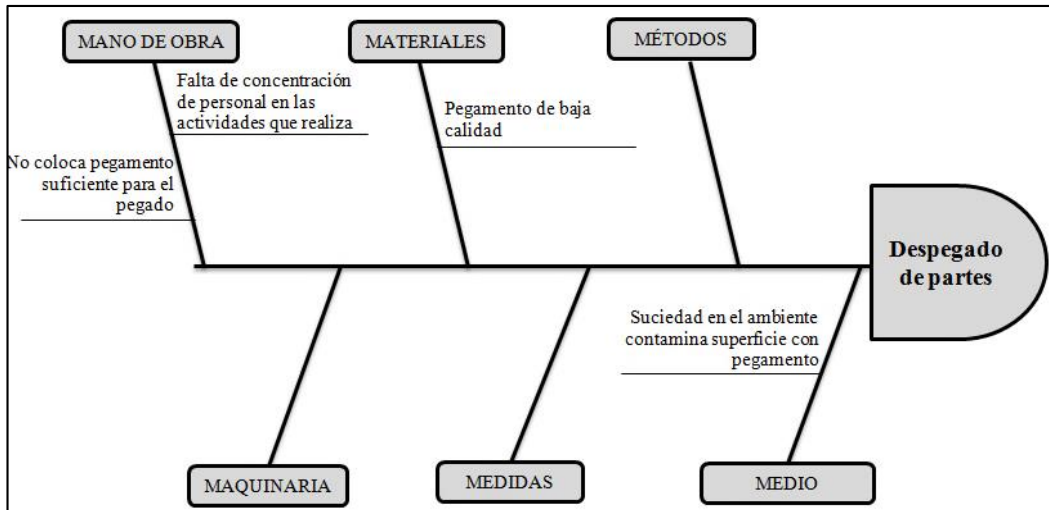 MANO DE OBRA
MATERIALES
MÉTODOS
Falta de concentración
de personal en las
actividades que realiza
Pegamento de baja
calidad
No coloca pegamento
suficiente para el
pegado
Despegado
de partes
Suciedad en el ambiente
contamina superficie con
pegamento
MAQUINARIA
MEDIDAS
MEDIO